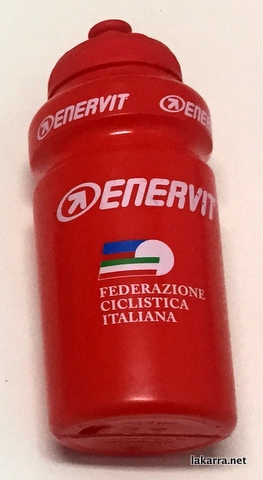 ENERVIT
ENERVIT
FEDERAZIONE
CICLISTICA
ITALIANA
lakarra.net